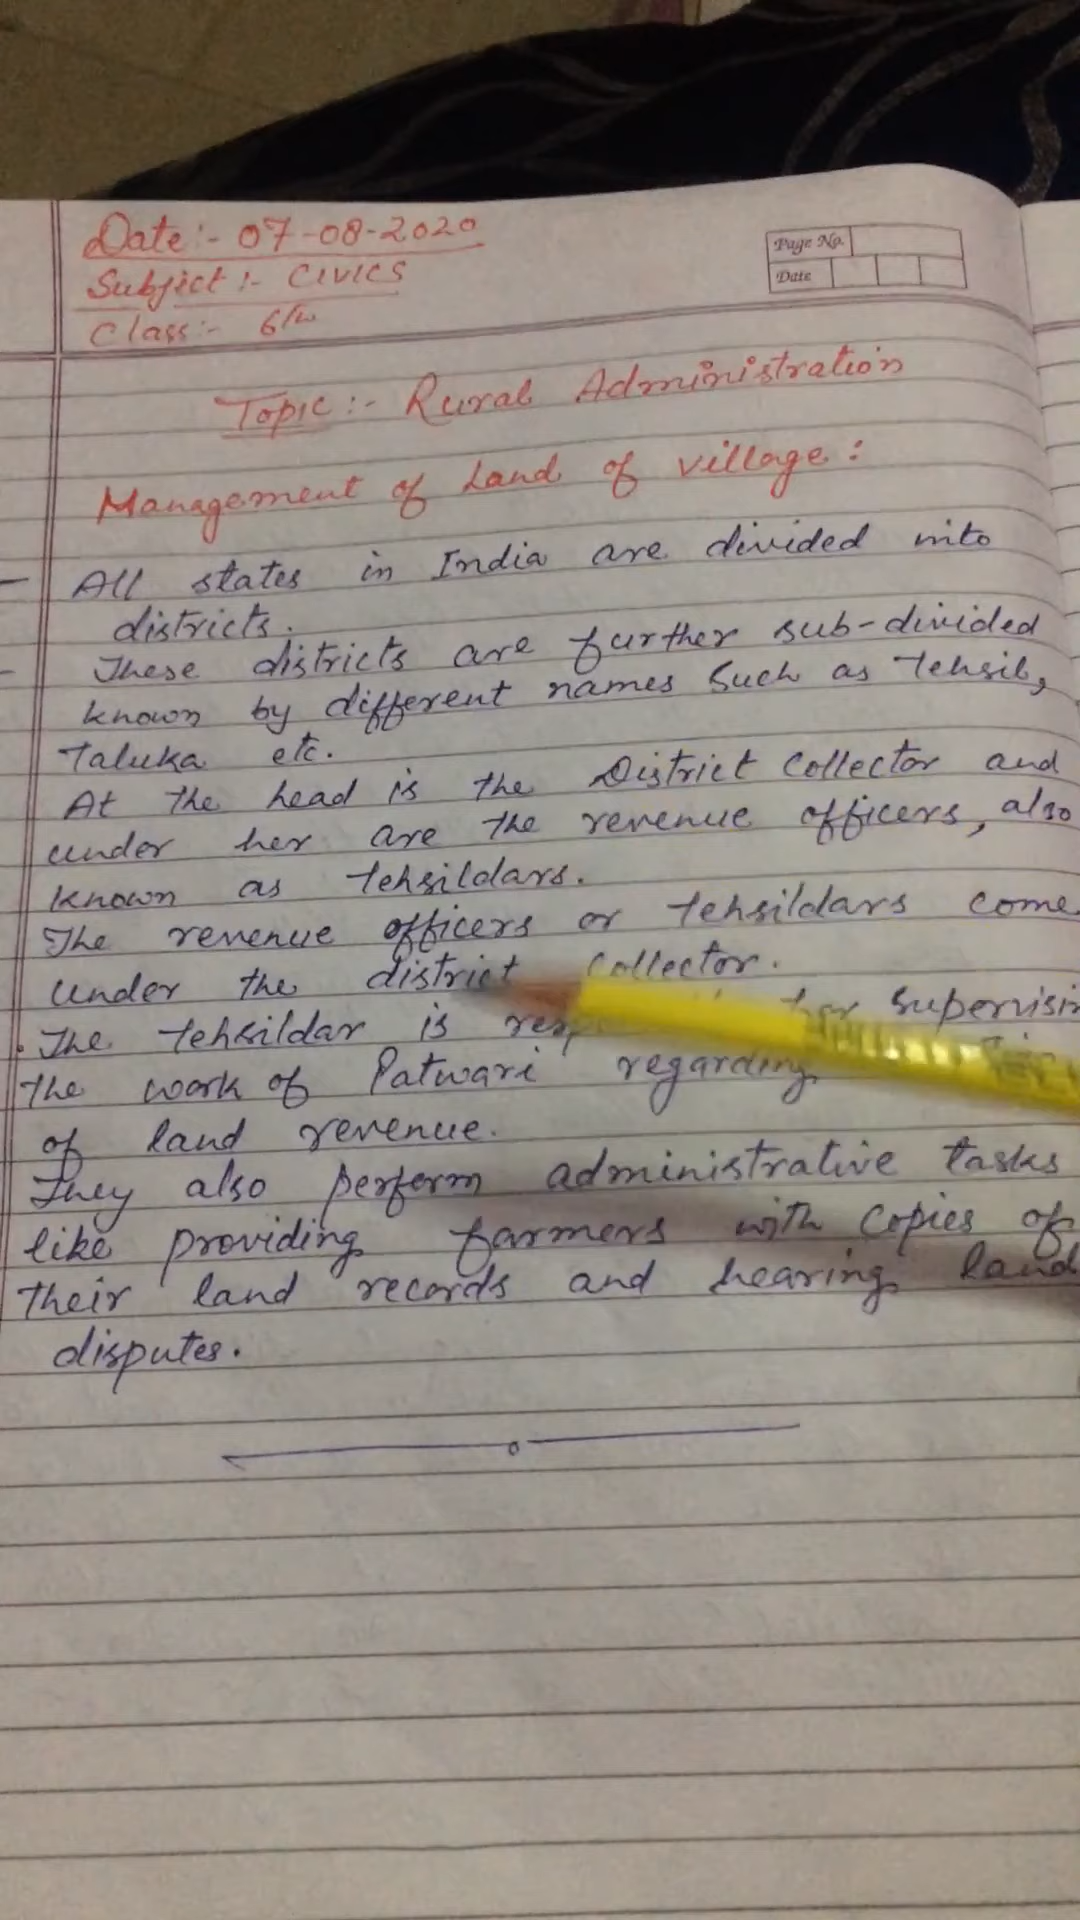 Date:- 07-08-2020
Subject:- CIVICS
Class:- 6th
Page No.
Date
Topic:- Rural Administration
Management of Land of village:
- All states in India are divided into
districts.
- These districts are further sub-divided
known by different names such as Tehsil,
Taluka etc.
At the head is the District Collector and
under her are the revenue officers, also
known as tehsildars.
The revenue officers or tehsildars come
under the district Collector.
. The tehsildar is supervisin
the work of Patwari regarding
of land revenue.
They also perform administrative tasks
like providing farmers with copies of
their land records and hearing land
disputes.